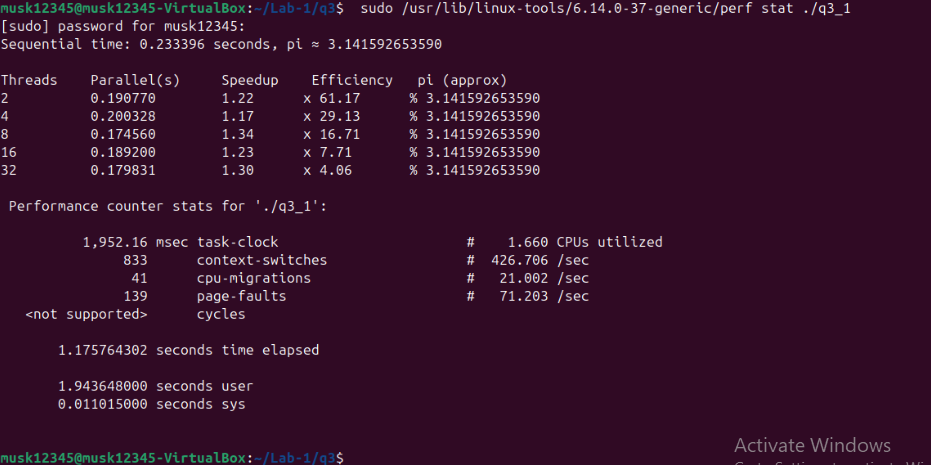 musk12345@musk12345-VirtualBox:~/Lab-1/q3$ sudo /usr/lib/linux-tools/6.14.0-37-generic/perf stat ./q3_1
[sudo] password for musk12345:
Sequential time: 0.233396 seconds, pi ≈ 3.141592653590
Threads Parallel(s) Speedup Efficiency pi (approx)
2 0.190770 1.22 x 61.17 % 3.141592653590
4 0.200328 1.17 x 29.13 % 3.141592653590
8 0.174560 1.34 x 16.71 % 3.141592653590
16 0.189200 1.23 x 7.71 % 3.141592653590
32 0.179831 1.30 x 4.06 % 3.141592653590
Performance counter stats for './q3_1':
1,952.16 msec task-clock # 1.660 CPUs utilized
833 context-switches # 426.706 /sec
41 cpu-migrations # 21.002 /sec
139 page-faults # 71.203 /sec
<not supported> cycles
1.175764302 seconds time elapsed
1.943648000 seconds user
0.011015000 seconds sys
Activate Windows
musk12345@musk12345-VirtualBox:~/Lab-1/q3$